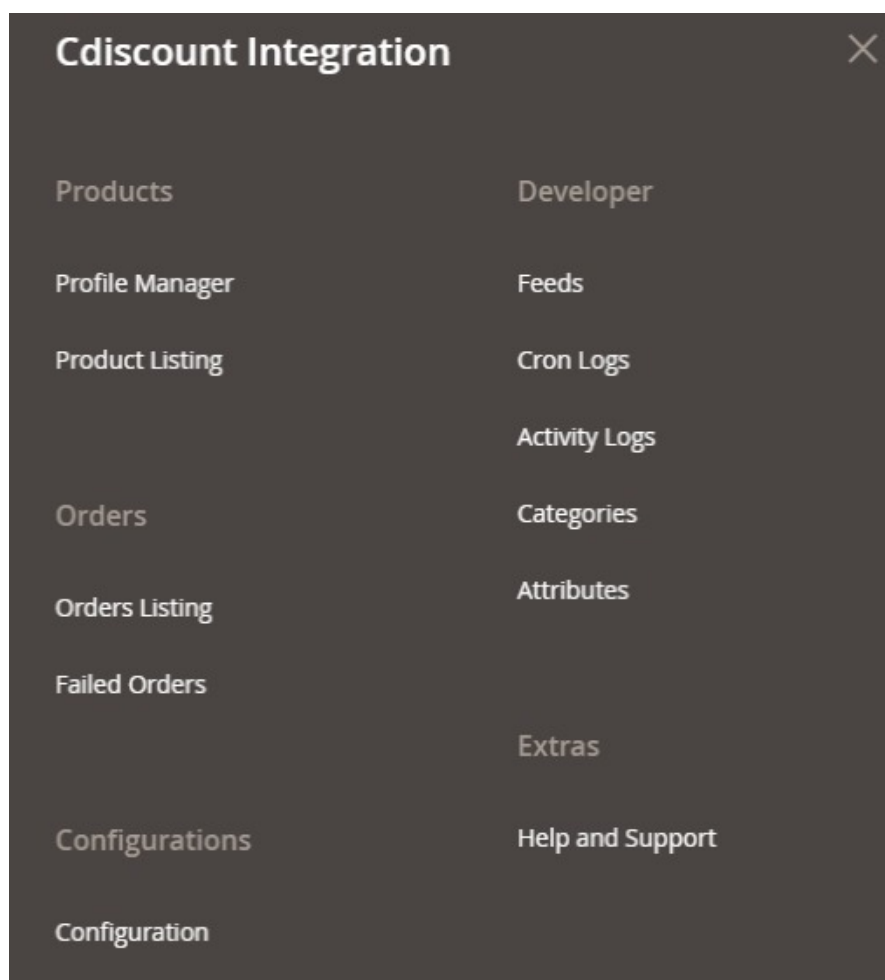 Cdiscount Integration
Products
Profile Manager
Product Listing
Orders
Orders Listing
Failed Orders
Configurations
Configuration
Developer
Feeds
Cron Logs
Activity Logs
Categories
Attributes
Extras
Help and Support